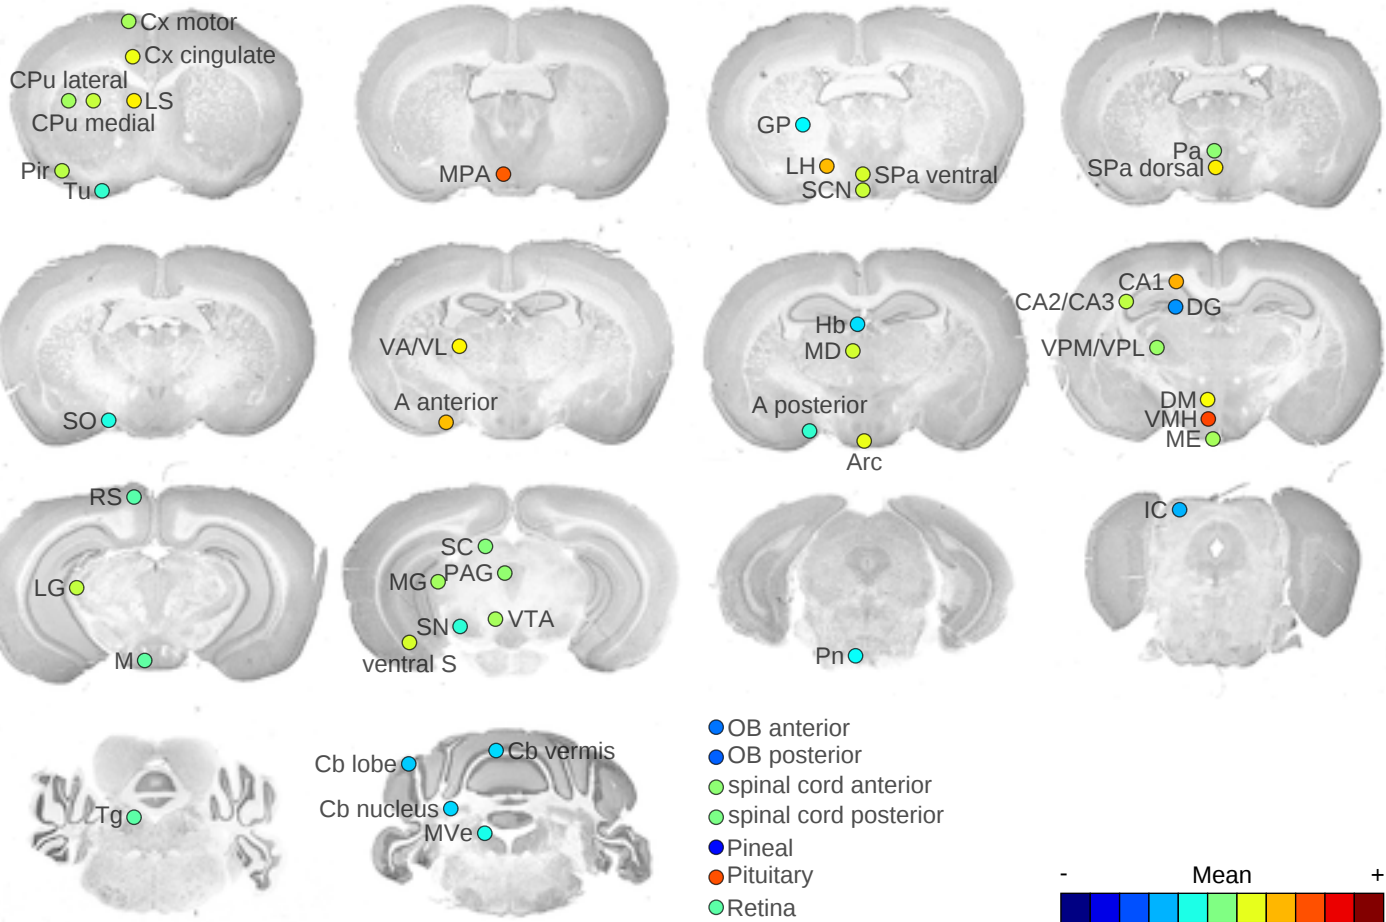 Cx motor
Cx cingulate
CPu lateral
LS
CPu medial
Pir
Tu
MPA
GP
LH
SPa ventral
SCN
Pa
SPa dorsal
SO
VA/VL
A anterior
Hb
MD
A posterior
Arc
CA1
CA2/CA3
DG
VPM/VPL
DM
VMH
ME
RS
LG
M
SC
MG
PAG
SN
VTA
ventral S
Pn
IC
Tg
Cb lobe
Cb vermis
Cb nucleus
MVe
OB anterior
OB posterior
spinal cord anterior
spinal cord posterior
Pineal
Pituitary
Retina
- Mean +